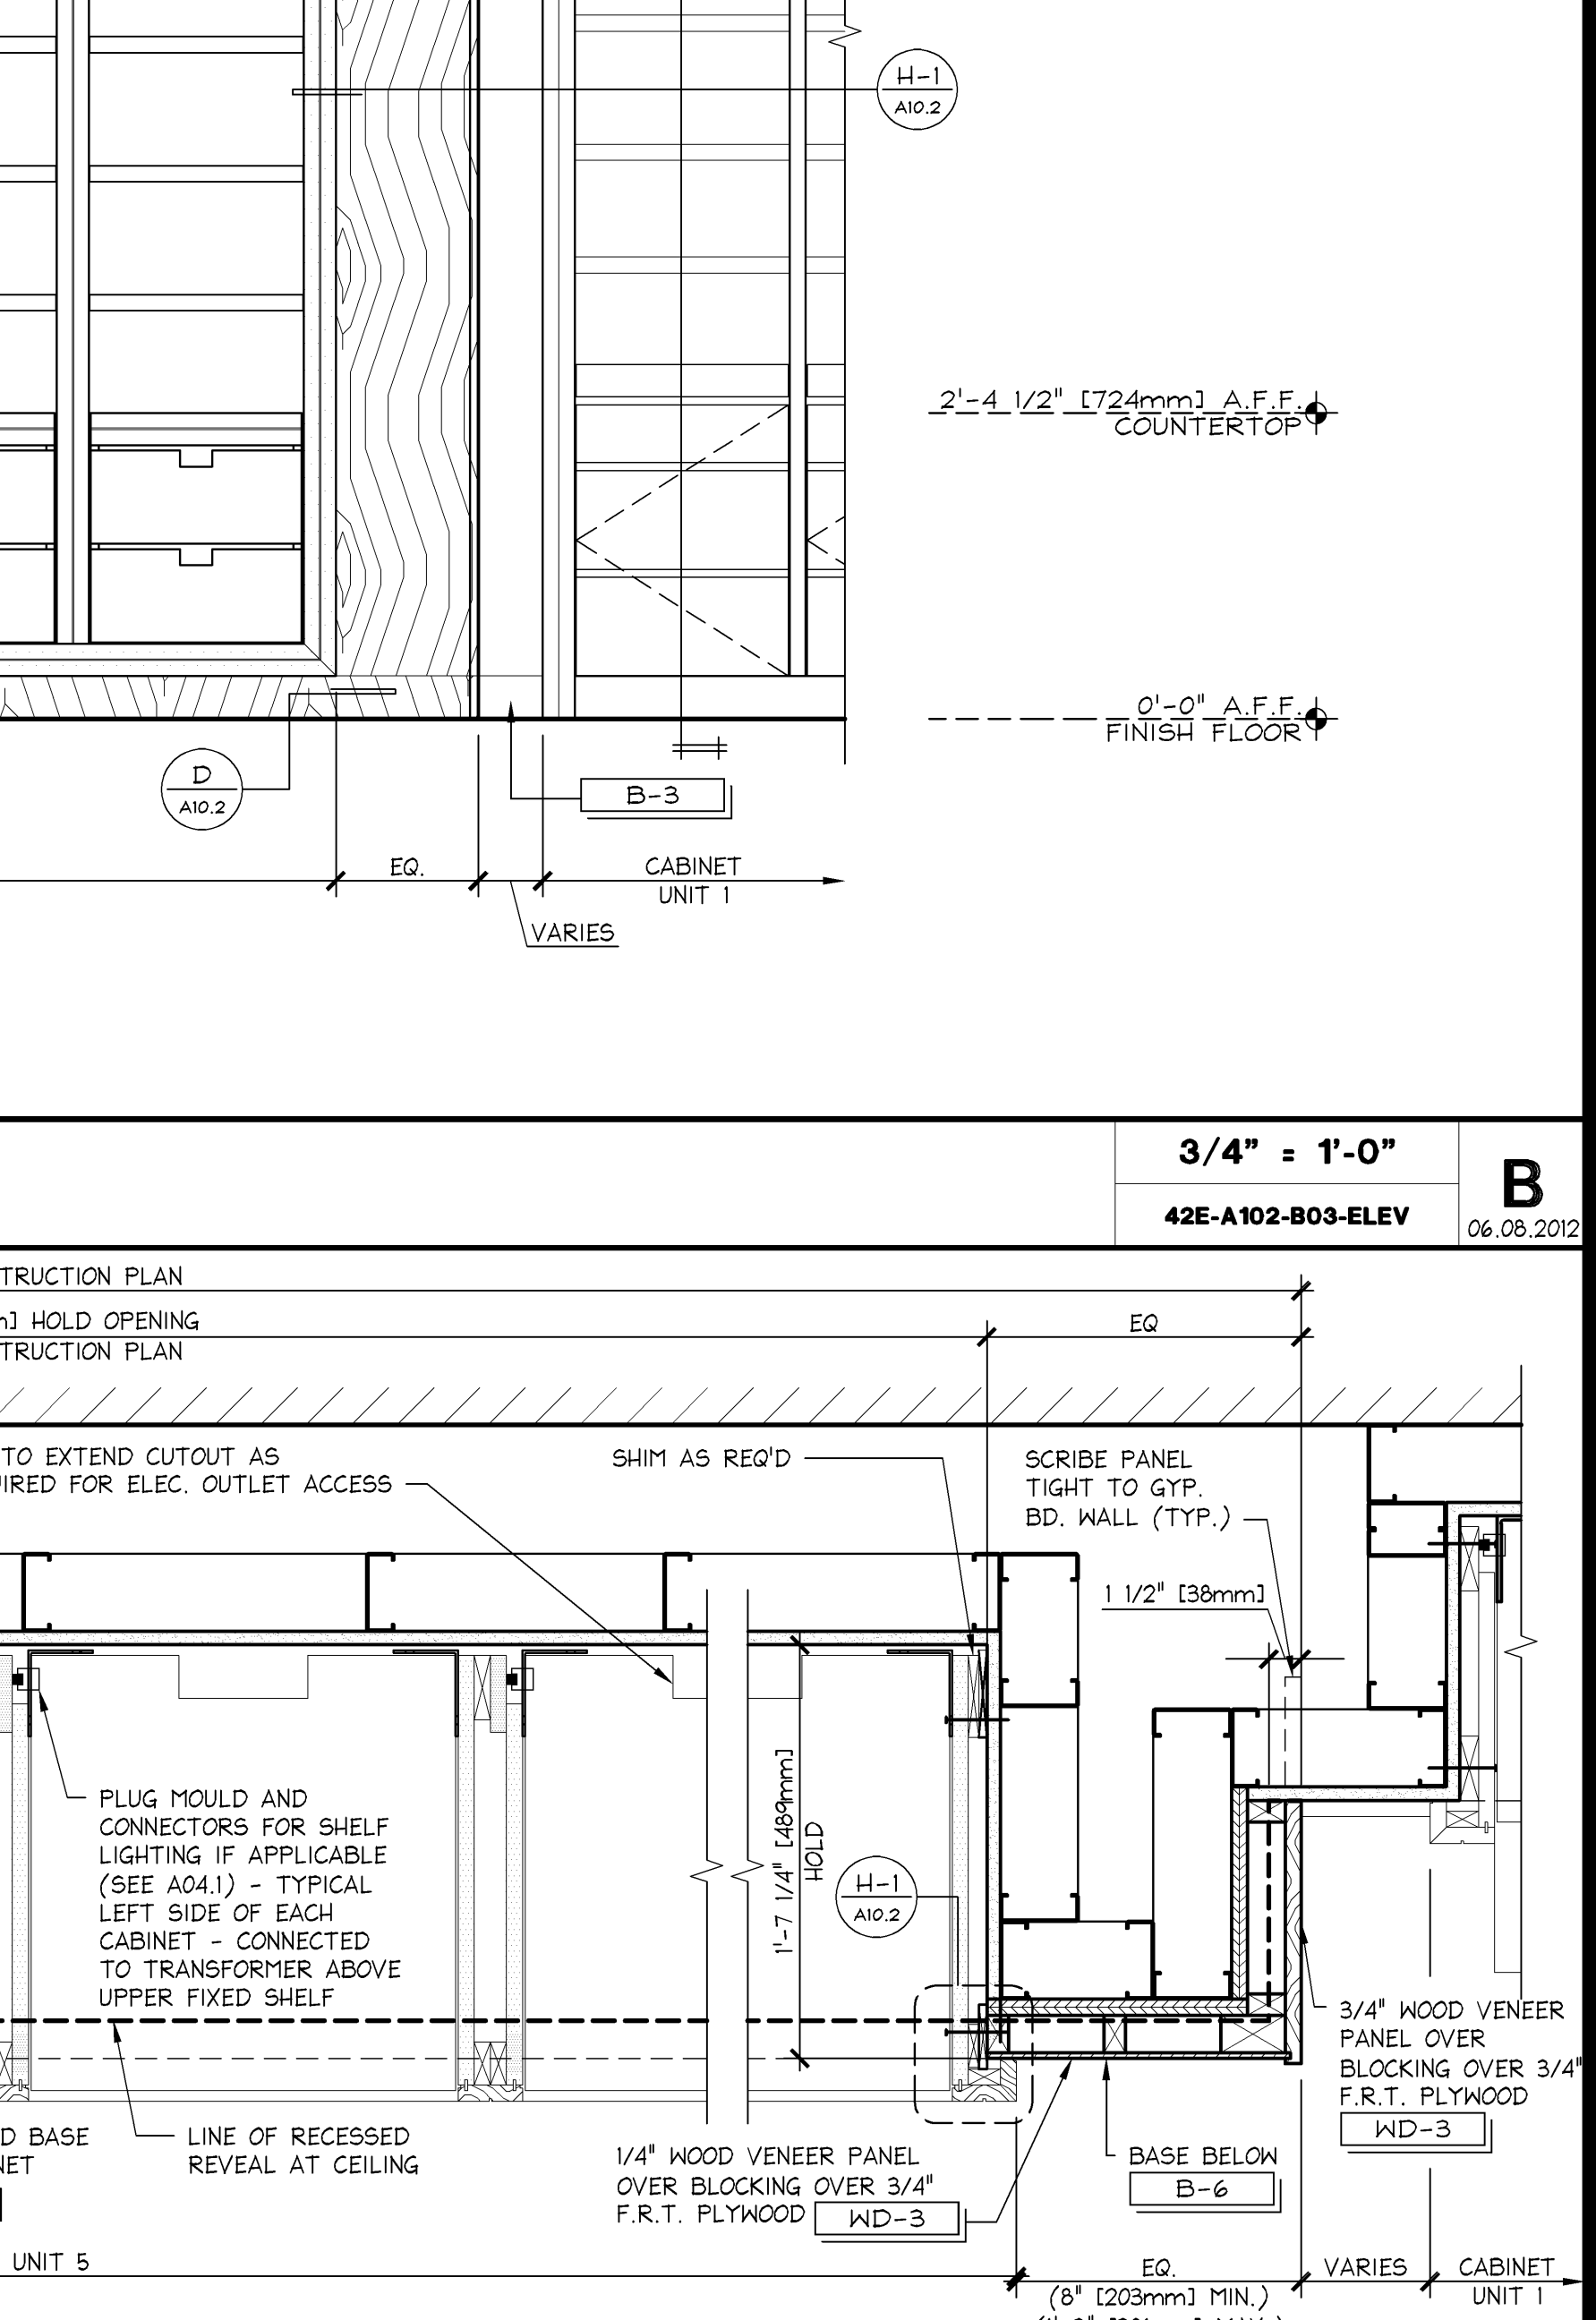 H-1
A10.2
2'-4 1/2" [724mm] A.F.F.
COUNTERTOP
0'-0" A.F.F.
FINISH FLOOR
D
A10.2
B-3
EQ.
CABINET
UNIT 1
VARIES
3/4” = 1’-0”
42E-A102-B03-ELEV
B
06.08.2012
TRUCTION PLAN
] HOLD OPENING
TRUCTION PLAN
EQ
TO EXTEND CUTOUT AS
IRED FOR ELEC. OUTLET ACCESS
SHIM AS REQ'D
SCRIBE PANEL
TIGHT TO GYP.
BD. WALL (TYP.)
1 1/2" [38mm]
PLUG MOULD AND
CONNECTORS FOR SHELF
LIGHTING IF APPLICABLE
(SEE A04.1) - TYPICAL
LEFT SIDE OF EACH
CABINET - CONNECTED
TO TRANSFORMER ABOVE
UPPER FIXED SHELF
1'-7 1/4" [489mm]
HOLD
H-1
A10.2
3/4" WOOD VENEER
PANEL OVER
BLOCKING OVER 3/4"
F.R.T. PLYWOOD
WD-3
D BASE
NET
LINE OF RECESSED
REVEAL AT CEILING
1/4" WOOD VENEER PANEL
OVER BLOCKING OVER 3/4"
F.R.T. PLYWOOD WD-3
BASE BELOW
B-6
UNIT 5
EQ.
(8" [203mm] MIN.)
VARIES
CABINET
UNIT 1